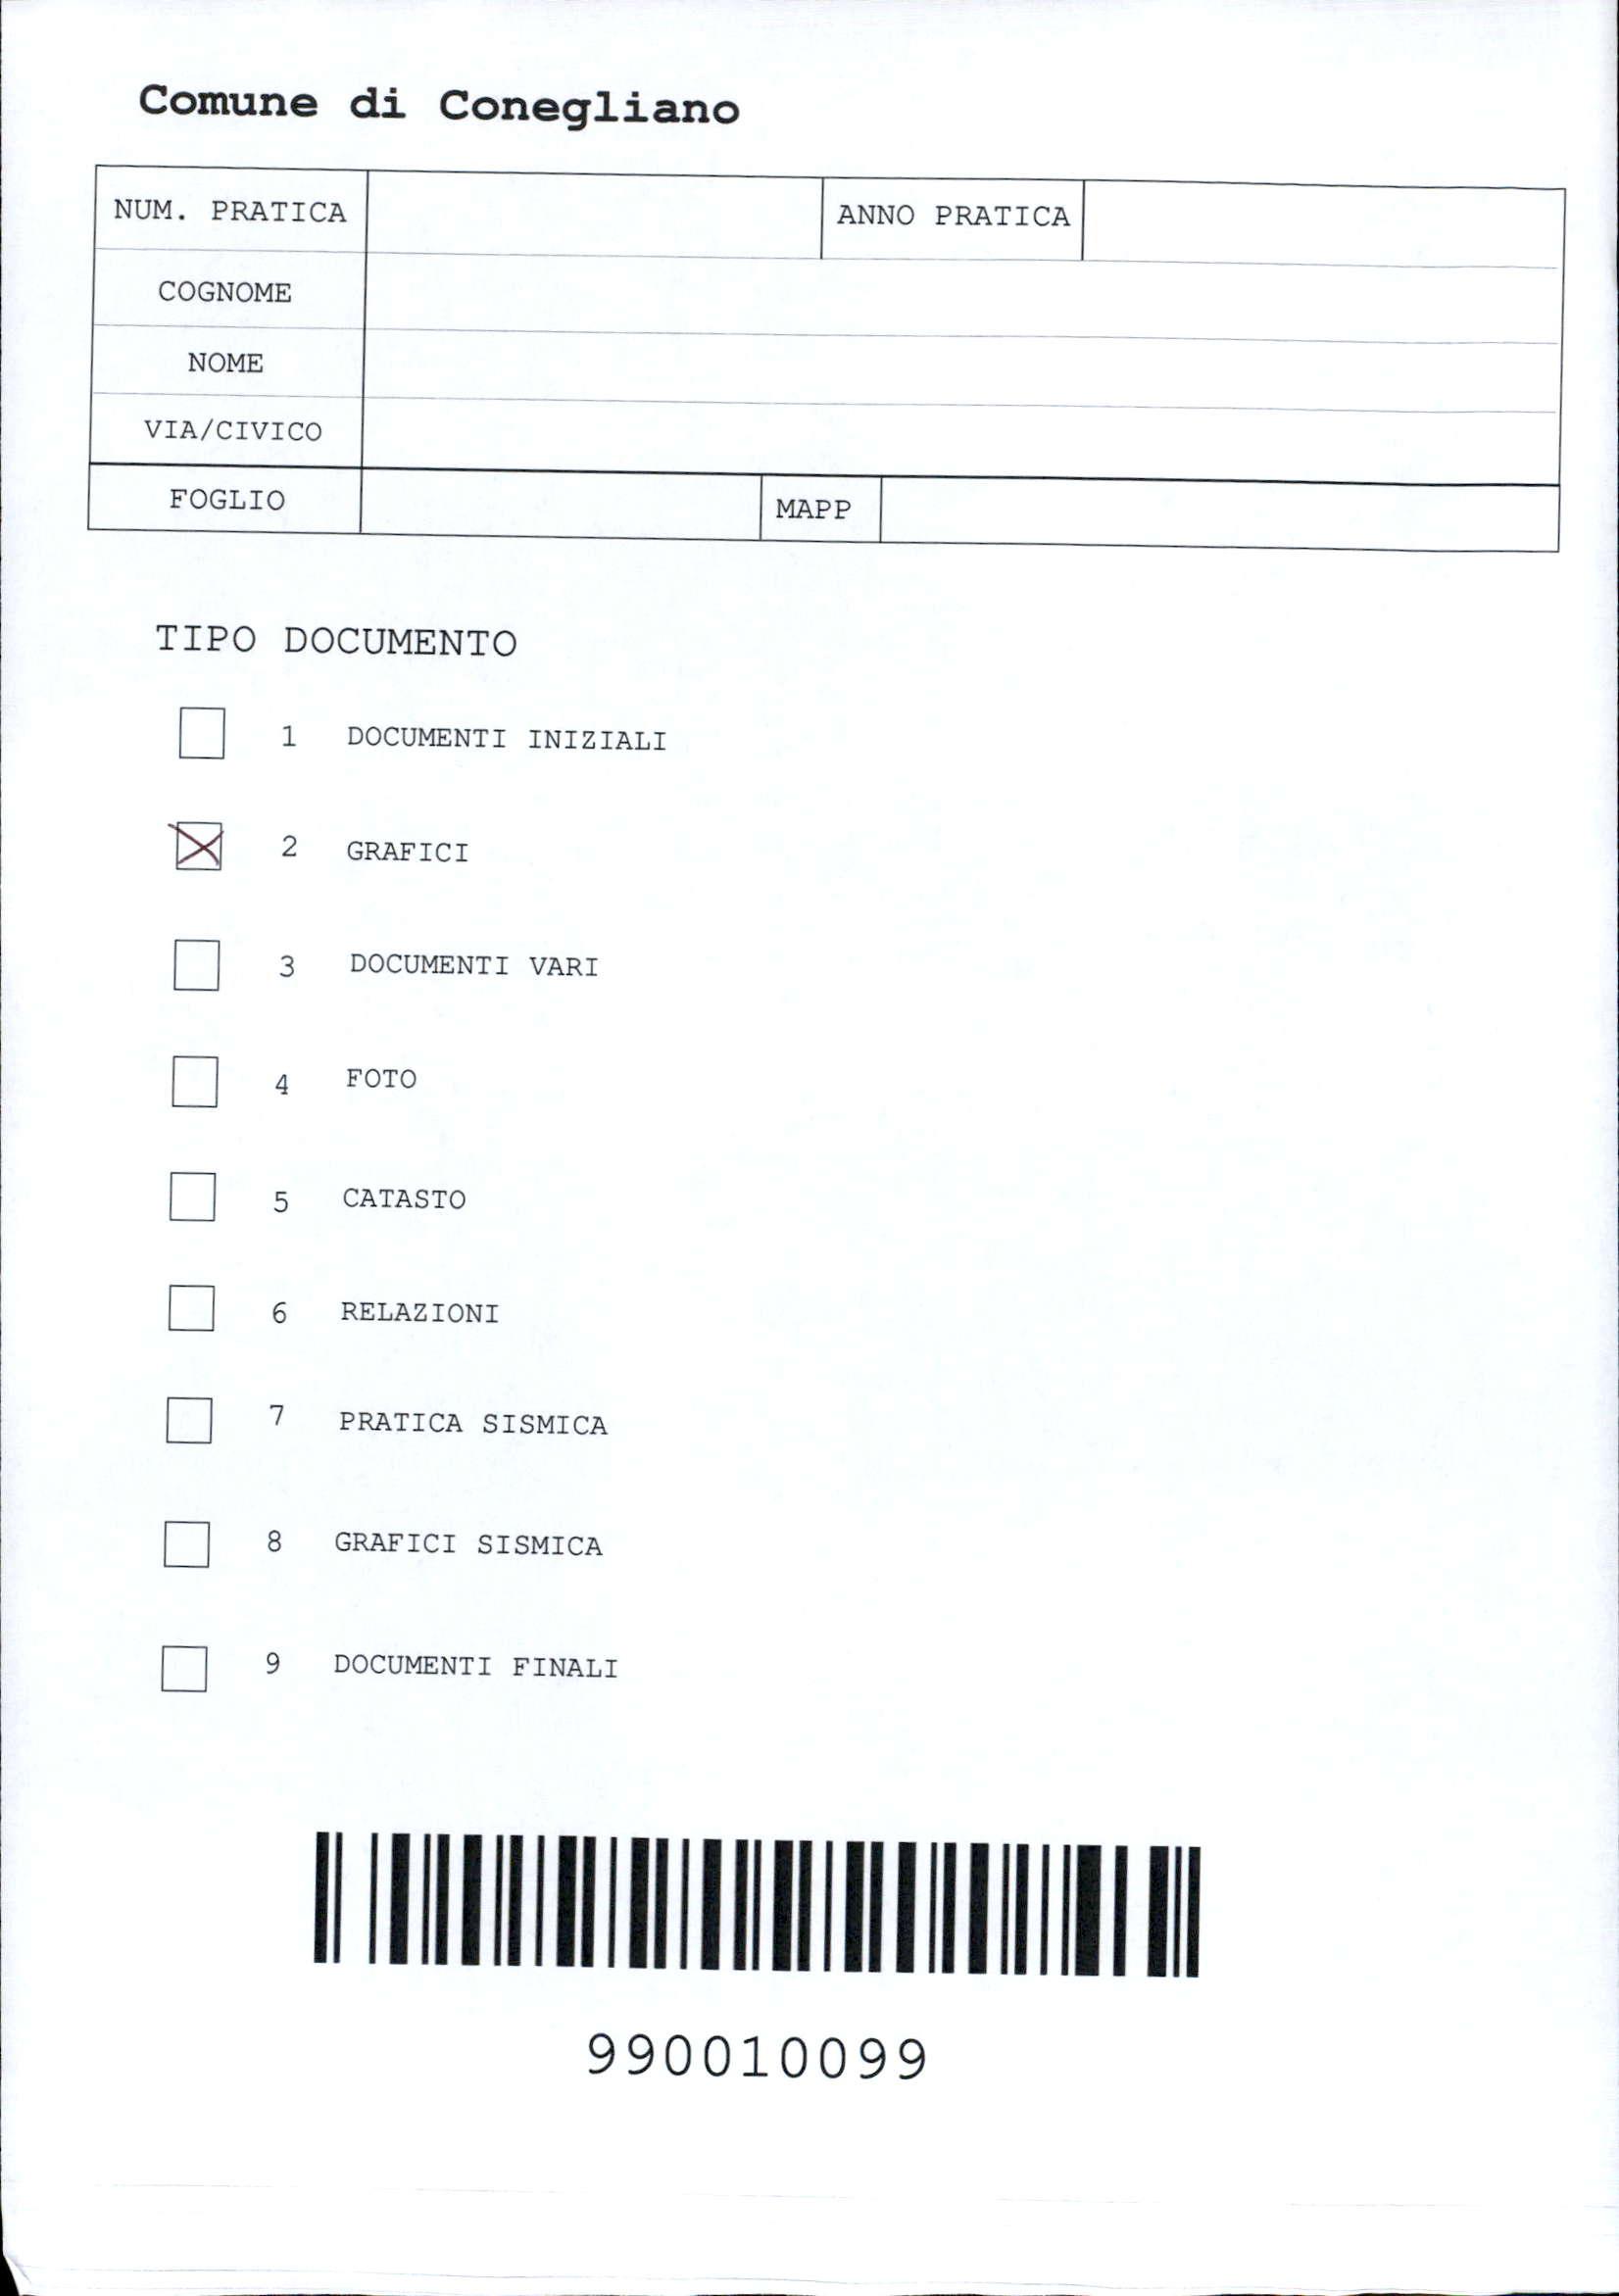 Comune di Conegliano
NUM. PRATICA ANNO PRATICA
COGNOME
NOME
VIA/CIVICO
FOGLIO MAPP
TIPO DOCUMENTO
1 DOCUMENTI INIZIALI
2 GRAFICI
3 DOCUMENTI VARI
4 FOTO
5 CATASTO
6 RELAZIONI
7 PRATICA SISMICA
8 GRAFICI SISMICA
9 DOCUMENTI FINALI
990010099